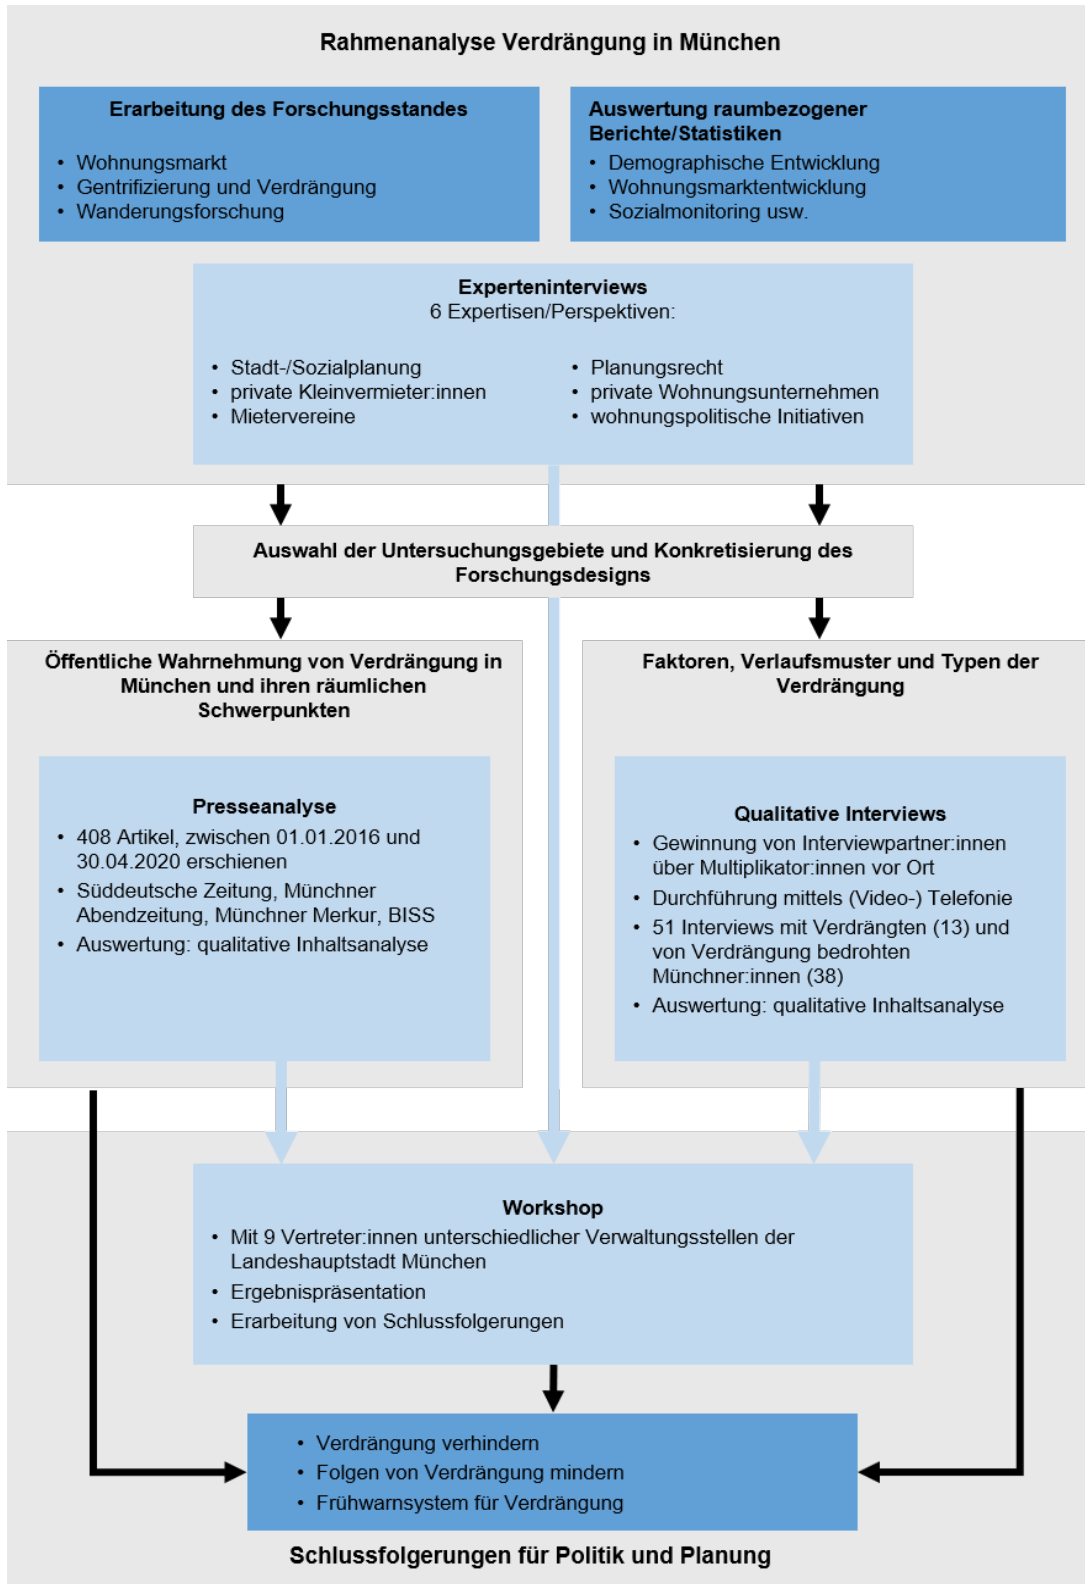 Rahmenanalyse Verdrängung in München
Erarbeitung des Forschungsstandes
• Wohnungsmarkt
• Gentrifizierung und Verdrängung
• Wanderungsforschung
Auswertung raumbezogener
Berichte/Statistiken
• Demographische Entwicklung
• Wohnungsmarktentwicklung
• Sozialmonitoring usw.
Experteninterviews
6 Expertisen/Perspektiven:
• Stadt-/Sozialplanung
• private Kleinvermieter:innen
• Mietervereine
• Planungsrecht
• private Wohnungsunternehmen
• wohnungspolitische Initiativen
Auswahl der Untersuchungsgebiete und Konkretisierung des
Forschungsdesigns
Öffentliche Wahrnehmung von Verdrängung in
München und ihren räumlichen
Schwerpunkten
Presseanalyse
• 408 Artikel, zwischen 01.01.2016 und
30.04.2020 erschienen
• Süddeutsche Zeitung, Münchner
Abendzeitung, Münchner Merkur, BISS
• Auswertung: qualitative Inhaltsanalyse
Faktoren, Verlaufsmuster und Typen der
Verdrängung
Qualitative Interviews
• Gewinnung von Interviewpartner:innen
über Multiplikator:innen vor Ort
• Durchführung mittels (Video-) Telefonie
• 51 Interviews mit Verdrängten (13) und
von Verdrängung bedrohten
Münchner:innen (38)
• Auswertung: qualitative Inhaltsanalyse
Workshop
• Mit 9 Vertreter:innen unterschiedlicher Verwaltungsstellen der
Landeshauptstadt München
• Ergebnispräsentation
• Erarbeitung von Schlussfolgerungen
• Verdrängung verhindern
• Folgen von Verdrängung mindern
• Frühwarnsystem für Verdrängung
Schlussfolgerungen für Politik und Planung